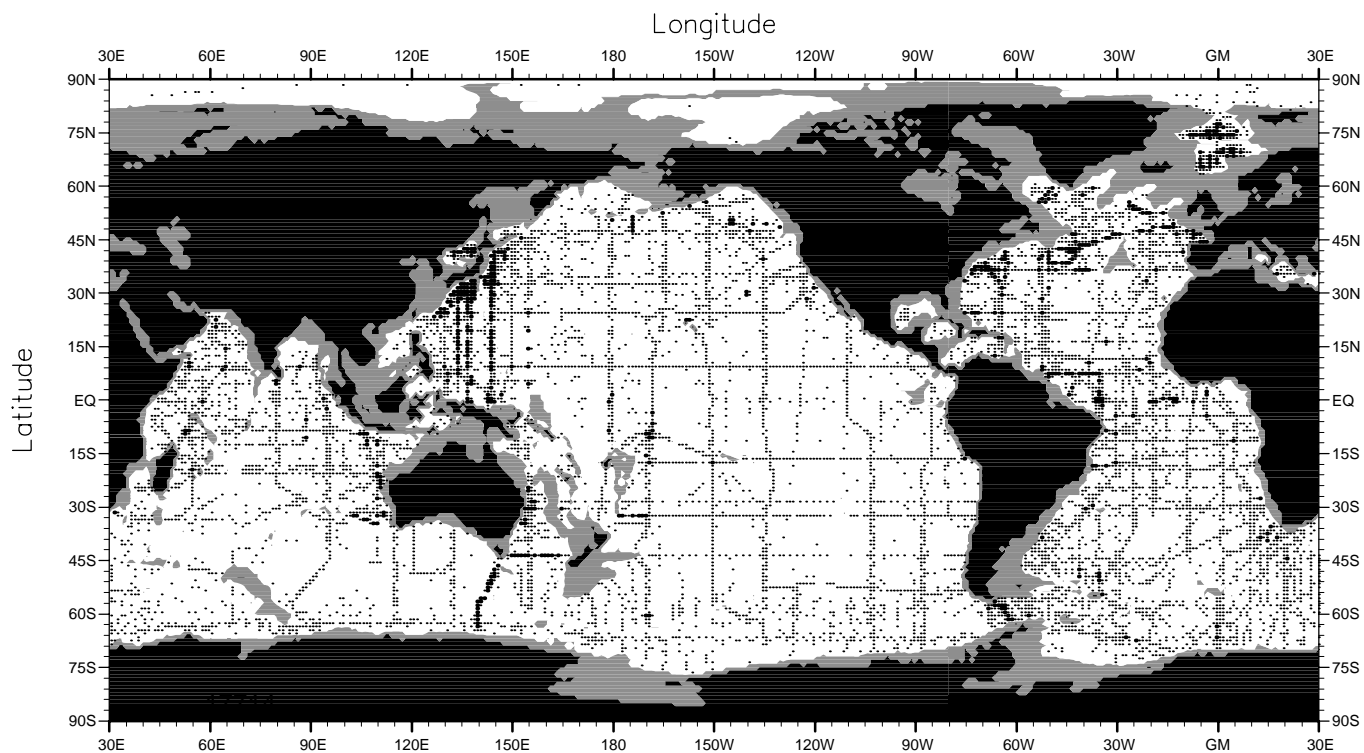 Longitude
30E 60E 90E 120E 150E 180 150W 120W 90W 60W 30W GM 30E
90N 90N
75N 75N
60N 60N
45N 45N
30N 30N
15N 15N
EQ EQ
15S 15S
30S 30S
45S 45S
60S 60S
75S 75S
90S 90S
30E 60E 90E 120E 150E 180 150W 120W 90W 60W 30W GM 30E
Latitude